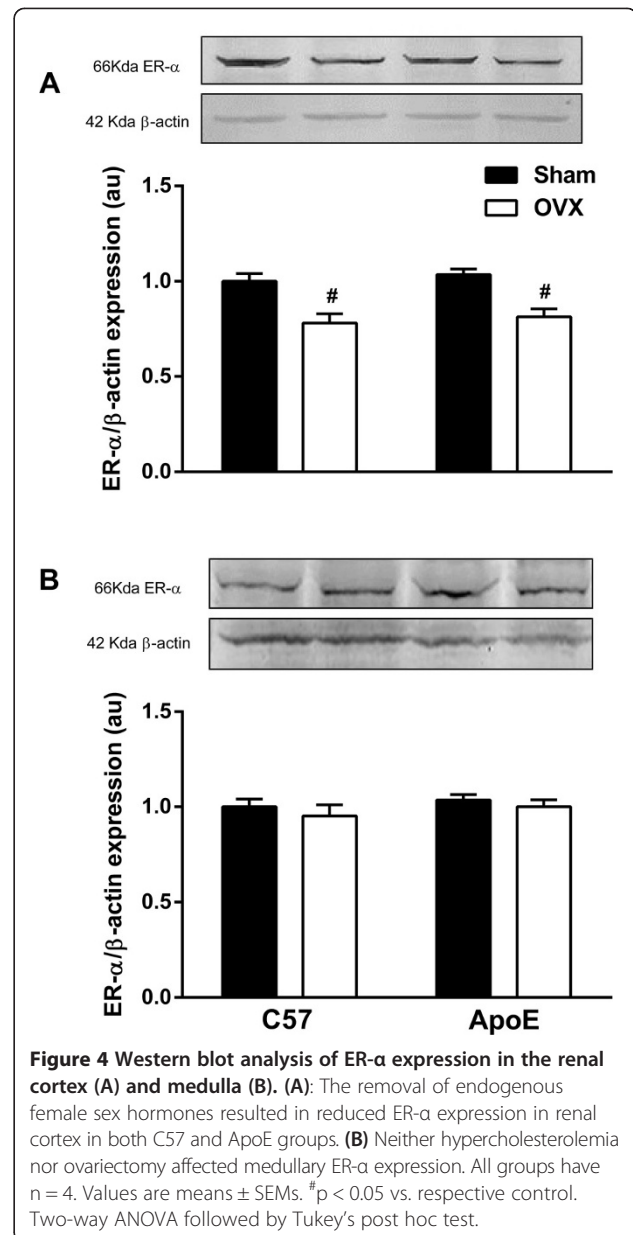 A
66Kda ER-α
42 Kda β-actin
ER-α/β-actin expression (au)
1.5
1.0
0.5
0.0
Sham
OVX
#
#
B
66Kda ER-α
42 Kda β-actin
ER-α/β-actin expression (au)
1.5
1.0
0.5
0.0
C57
ApoE
Figure 4 Western blot analysis of ER-α expression in the renal
cortex (A) and medulla (B). (A): The removal of endogenous
female sex hormones resulted in reduced ER-α expression in renal
cortex in both C57 and ApoE groups. (B) Neither hypercholesterolemia
nor ovariectomy affected medullary ER-α expression. All groups have
n = 4. Values are means ± SEMs. #p < 0.05 vs. respective control.
Two-way ANOVA followed by Tukey's post hoc test.